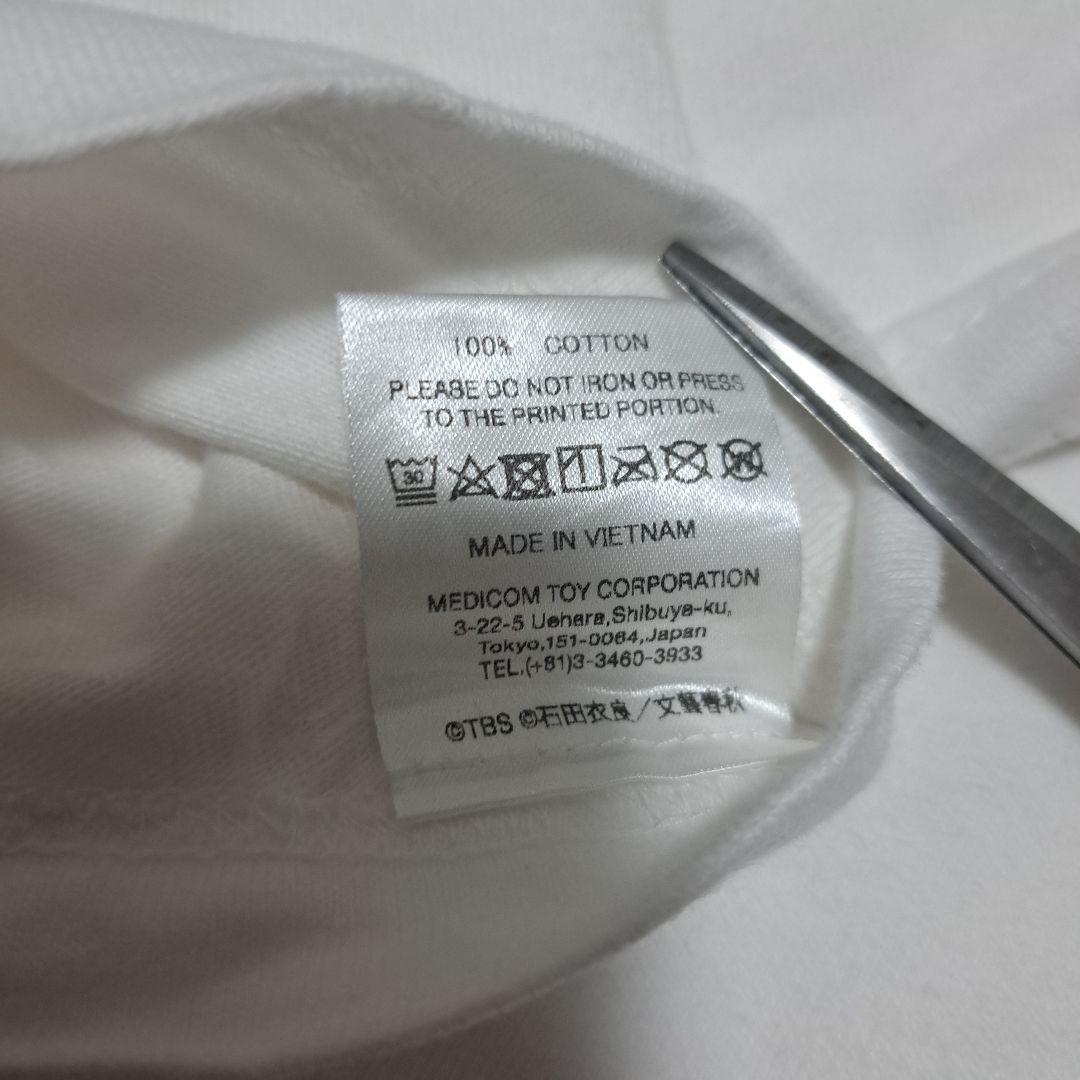 100% COTTON
PLEASE DO NOT IRON OR PRESS
TO THE PRINTED PORTION.
30
MADE IN VIETNAM
MEDICOM TOY CORPORATION
3-22-5 Uehara,Shibuya-ku,
Tokyo,151-0064,Japan
TEL.(+81)3-3460-3933
©TBS ©石田衣良/文藝春秋